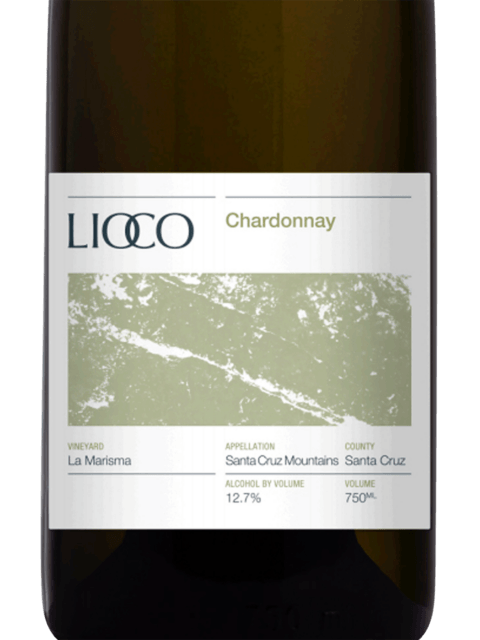 LIOCO
Chardonnay
VINEYARD
La Marisma
APPELLATION
Santa Cruz Mountains
COUNTY
Santa Cruz
ALCOHOL BY VOLUME
12.7%
VOLUME
750ML.